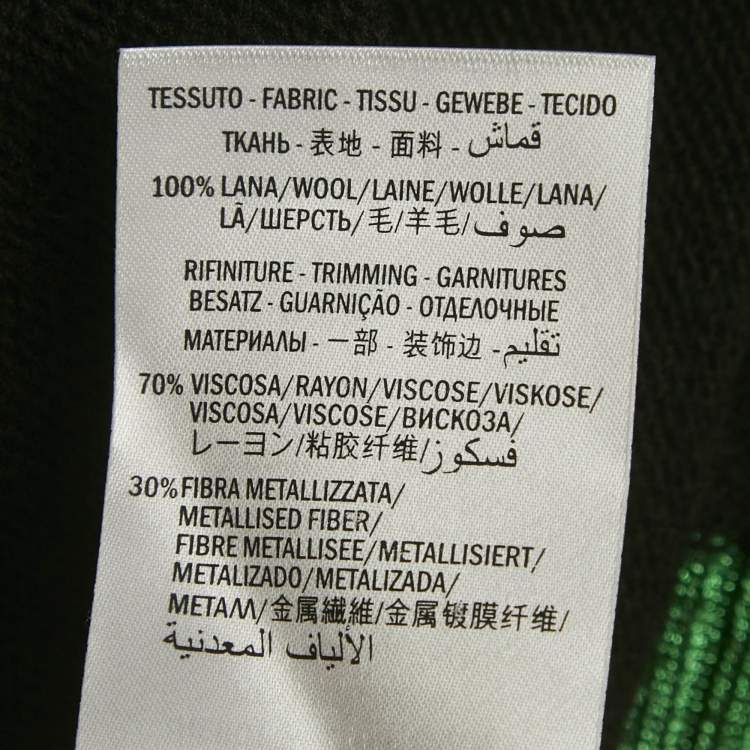 TESSUTO - FABRIC - TISSU - GEWEBE - TECIDO
ТКАНЬ - 表地 - 面料 - قماش
100% LANA/WOOL/LAINE/WOLLE/LANA/
LÃ/ШЕРСТЬ/毛/羊毛/صوف
RIFINITURE - TRIMMING - GARNITURES
BESATZ - GUARNIÇÃO - ОТДЕЛОЧНЫЕ
МАТЕРИАЛЫ - 一部 - 装饰边 - تقليم
70% VISCOSA/RAYON/VISCOSE/VISKOSE/
VISCOSA/VISCOSE/ВИСКОЗА/
レーヨン/粘胶纤维/فسكوز
30% FIBRA METALLIZZATA/
METALLISED FIBER/
FIBRE METALLISEE/METALLISIERT/
METALIZADO/METALIZADA/
МЕТАЛЛ/金属繊維/金属镀膜纤维/
الألياف المعدنية